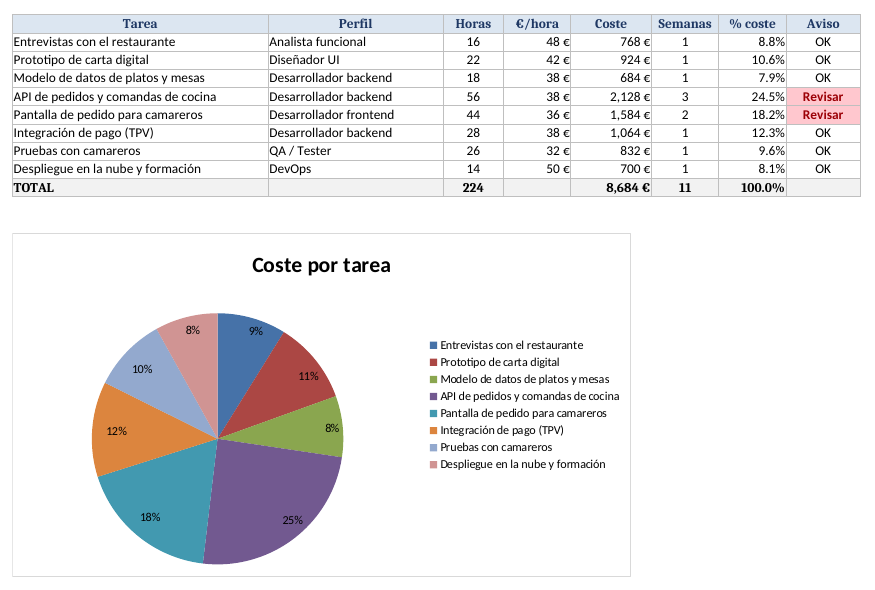 Tarea Perfil Horas €/hora Coste Semanas % coste Aviso
Entrevistas con el restaurante Analista funcional 16 48 € 768 € 1 8.8% OK
Prototipo de carta digital Diseñador UI 22 42 € 924 € 1 10.6% OK
Modelo de datos de platos y mesas Desarrollador backend 18 38 € 684 € 1 7.9% OK
API de pedidos y comandas de cocina Desarrollador backend 56 38 € 2,128 € 3 24.5% Revisar
Pantalla de pedido para camareros Desarrollador frontend 44 36 € 1,584 € 2 18.2% Revisar
Integración de pago (TPV) Desarrollador backend 28 38 € 1,064 € 1 12.3% OK
Pruebas con camareros QA / Tester 26 32 € 832 € 1 9.6% OK
Despliegue en la nube y formación DevOps 14 50 € 700 € 1 8.1% OK
TOTAL 224 8,684 € 11 100.0%
Coste por tarea
8% 9%
10% 11%
12% 8%
18% 25%
Entrevistas con el restaurante
Prototipo de carta digital
Modelo de datos de platos y mesas
API de pedidos y comandas de cocina
Pantalla de pedido para camareros
Integración de pago (TPV)
Pruebas con camareros
Despliegue en la nube y formación